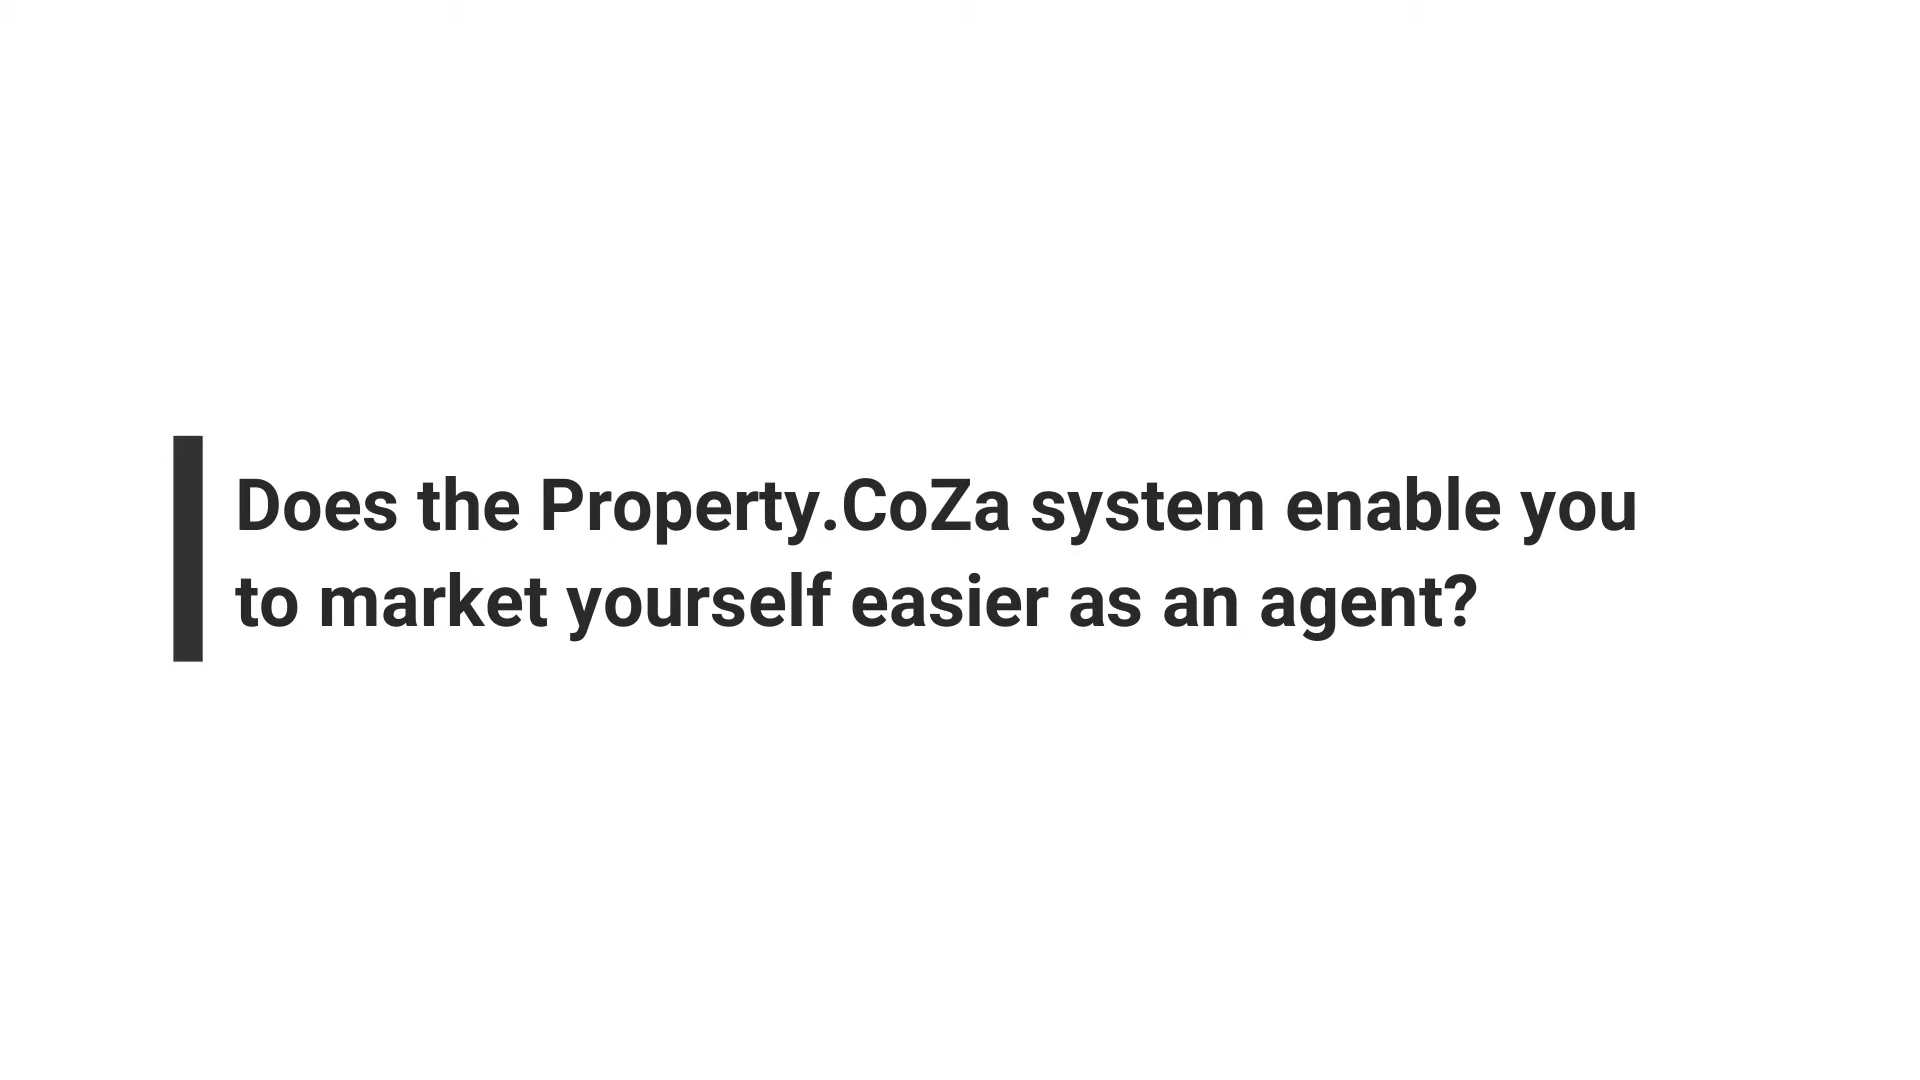 Does the Property.CoZa system enable you
to market yourself easier as an agent?